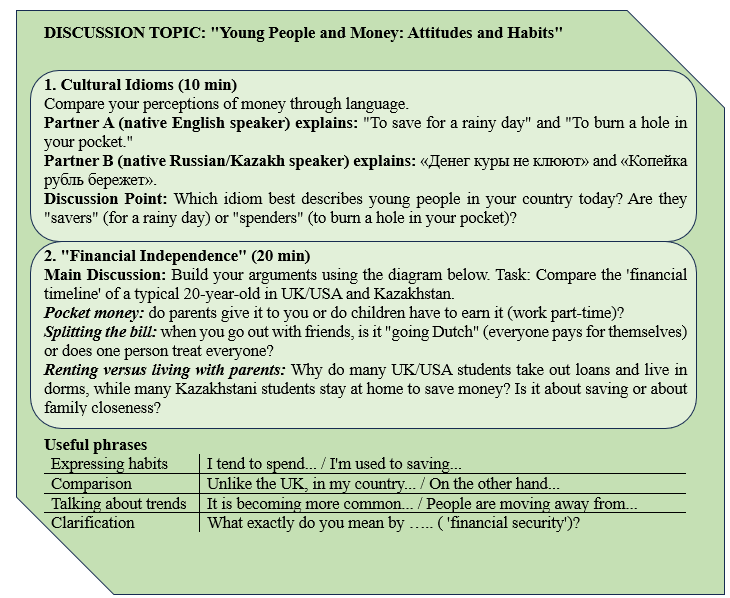 DISCUSSION TOPIC: "Young People and Money: Attitudes and Habits"
1. Cultural Idioms (10 min)
Compare your perceptions of money through language.
Partner A (native English speaker) explains: "To save for a rainy day" and "To burn a hole in
your pocket."
Partner B (native Russian/Kazakh speaker) explains: «Денег куры не клюют» and «Копейка
рубль бережет».
Discussion Point: Which idiom best describes young people in your country today? Are they
"savers" (for a rainy day) or "spenders" (to burn a hole in your pocket)?
2. "Financial Independence" (20 min)
Main Discussion: Build your arguments using the diagram below. Task: Compare the 'financial
timeline' of a typical 20-year-old in UK/USA and Kazakhstan.
Pocket money: do parents give it to you or do children have to earn it (work part-time)?
Splitting the bill: when you go out with friends, is it "going Dutch" (everyone pays for themselves)
or does one person treat everyone?
Renting versus living with parents: Why do many UK/USA students take out loans and live in
dorms, while many Kazakhstani students stay at home to save money? Is it about saving or about
family closeness?
Useful phrases
Expressing habits I tend to spend... / I'm used to saving...
Comparison Unlike the UK, in my country... / On the other hand...
Talking about trends It is becoming more common... / People are moving away from...
Clarification What exactly do you mean by ….. ( 'financial security')?